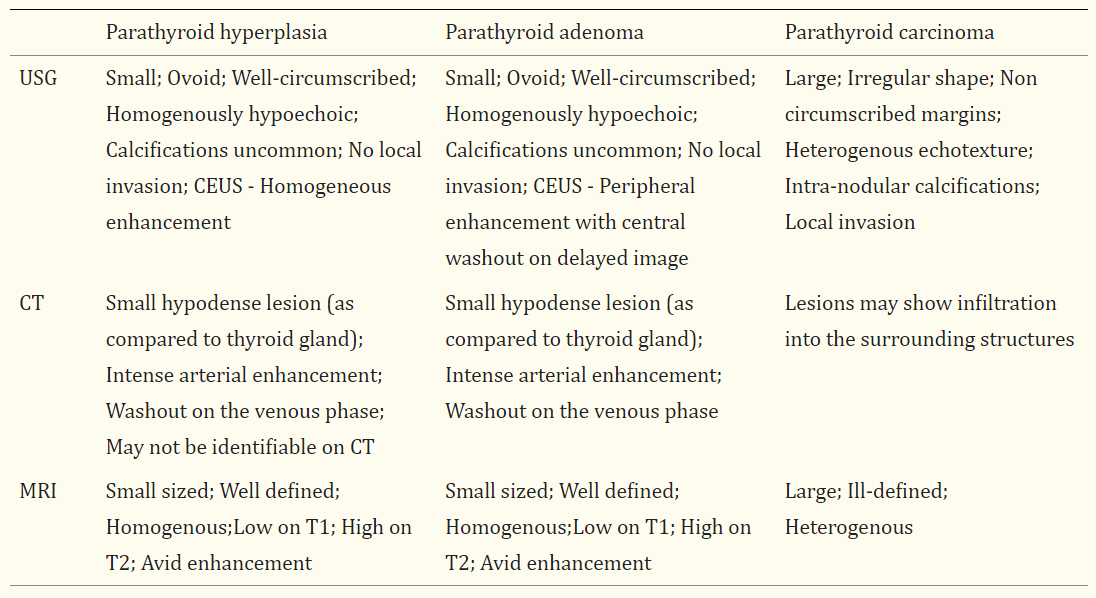 Parathyroid hyperplasia Parathyroid adenoma Parathyroid carcinoma
USG
Small; Ovoid; Well-circumscribed;
Homogenously hypoechoic;
Calcifications uncommon; No local
invasion; CEUS - Homogeneous
enhancement
Small; Ovoid; Well-circumscribed;
Homogenously hypoechoic;
Calcifications uncommon; No local
invasion; CEUS - Peripheral
enhancement with central
washout on delayed image
Large; Irregular shape; Non
circumscribed margins;
Heterogenous echotexture;
Intra-nodular calcifications;
Local invasion
CT
Small hypodense lesion (as
compared to thyroid gland);
Intense arterial enhancement;
Washout on the venous phase;
May not be identifiable on CT
Small hypodense lesion (as
compared to thyroid gland);
Intense arterial enhancement;
Washout on the venous phase
Lesions may show infiltration
into the surrounding structures
MRI
Small sized; Well defined;
Homogenous;Low on T1; High on
T2; Avid enhancement
Small sized; Well defined;
Homogenous;Low on T1; High on
T2; Avid enhancement
Large; Ill-defined;
Heterogenous